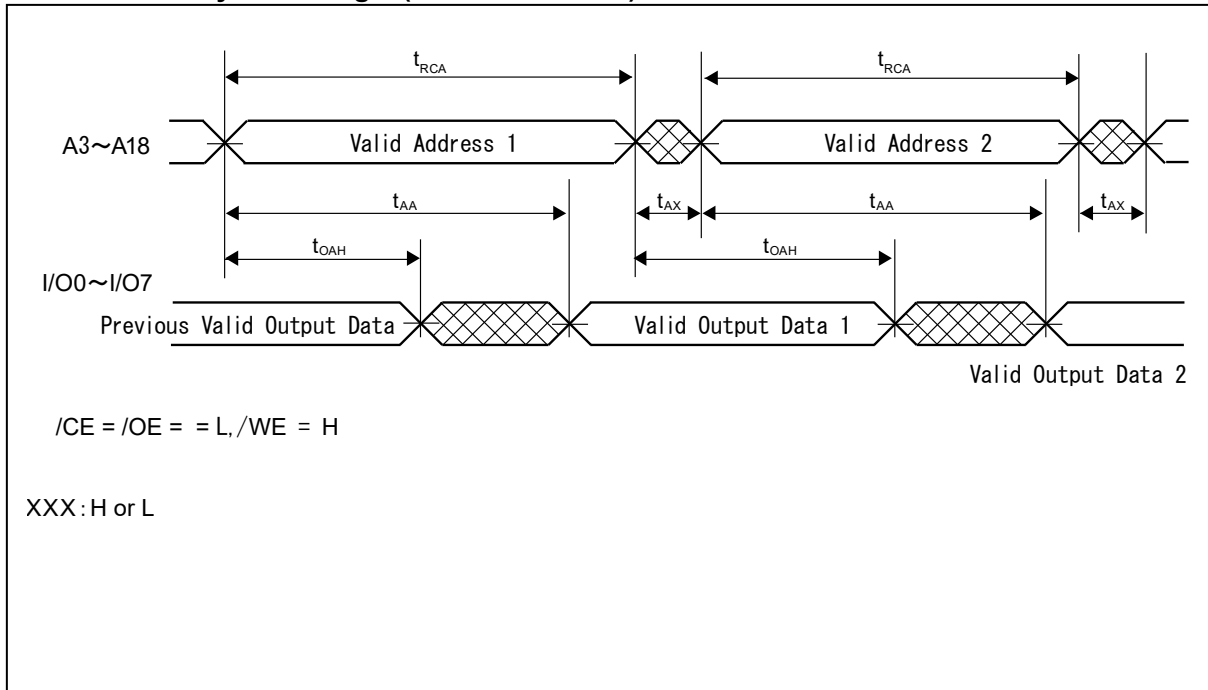 tRCA tRCA
A3～A18 Valid Address 1 Valid Address 2
tAA tAX tAA tAX
tOAH tOAH
I/O0～I/O7
Previous Valid Output Data Valid Output Data 1
Valid Output Data 2
/CE = /OE = = L, /WE = H
XXX : H or L